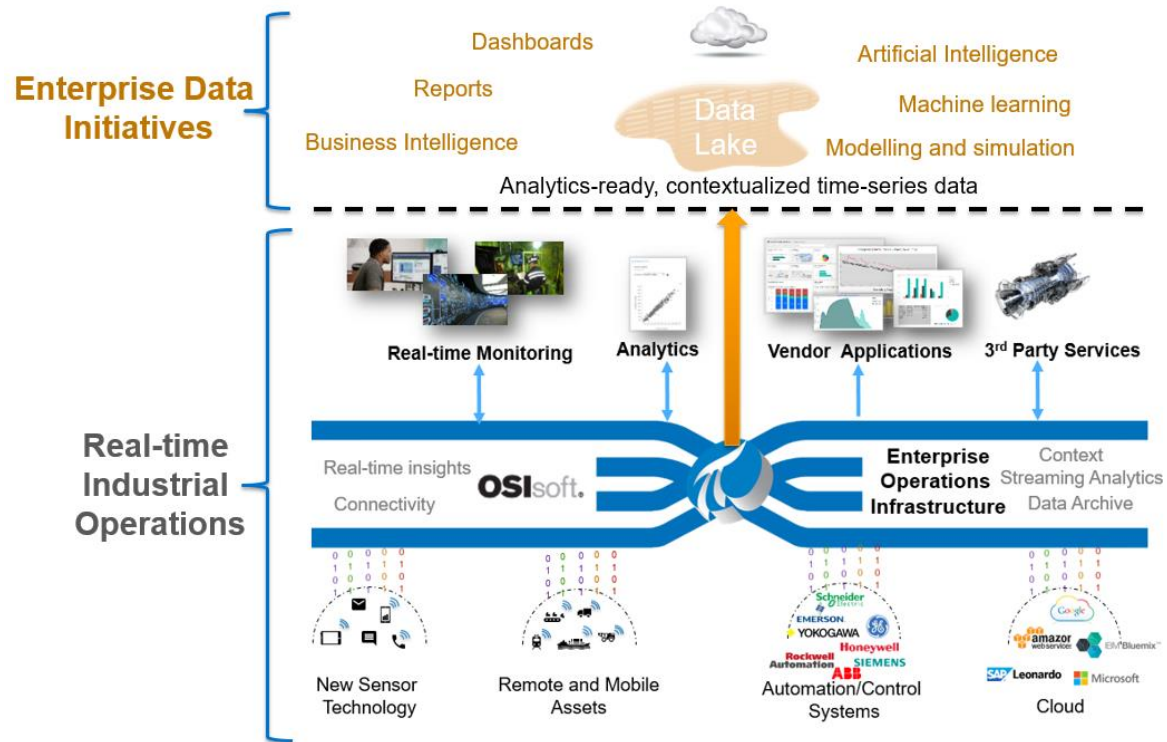 Enterprise Data
Initiatives
Dashboards
Reports
Business Intelligence
Data
Lake
Artificial Intelligence
Machine learning
Modelling and simulation
Analytics-ready, contextualized time-series data
Real-time
Industrial
Operations
Real-time Monitoring
Analytics
Vendor Applications
3rd Party Services
Real-time insights
Connectivity
OSIsoft®
Enterprise
Operations
Infrastructure
Context
Streaming Analytics
Data Archive
New Sensor
Technology
Remote and Mobile
Assets
Schneider
Electric
EMERSON
YOKOGAWA
GE
Honeywell
Rockwell
Automation
SIEMENS
ABB
Automation/Control
Systems
Google
amazon
web services
IBM Bluemix™
SAP Leonardo
Microsoft
Cloud